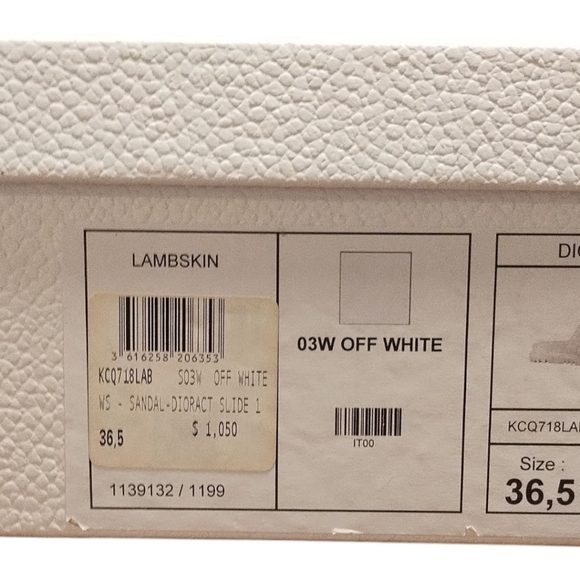 LAMBSKIN
3 616258 206353
KCQ718LAB S03W OFF WHITE
WS - SANDAL-DIORACT SLIDE 1
36,5 $ 1,050
1139132 / 1199
03W OFF WHITE
IT00
Size :
36,5